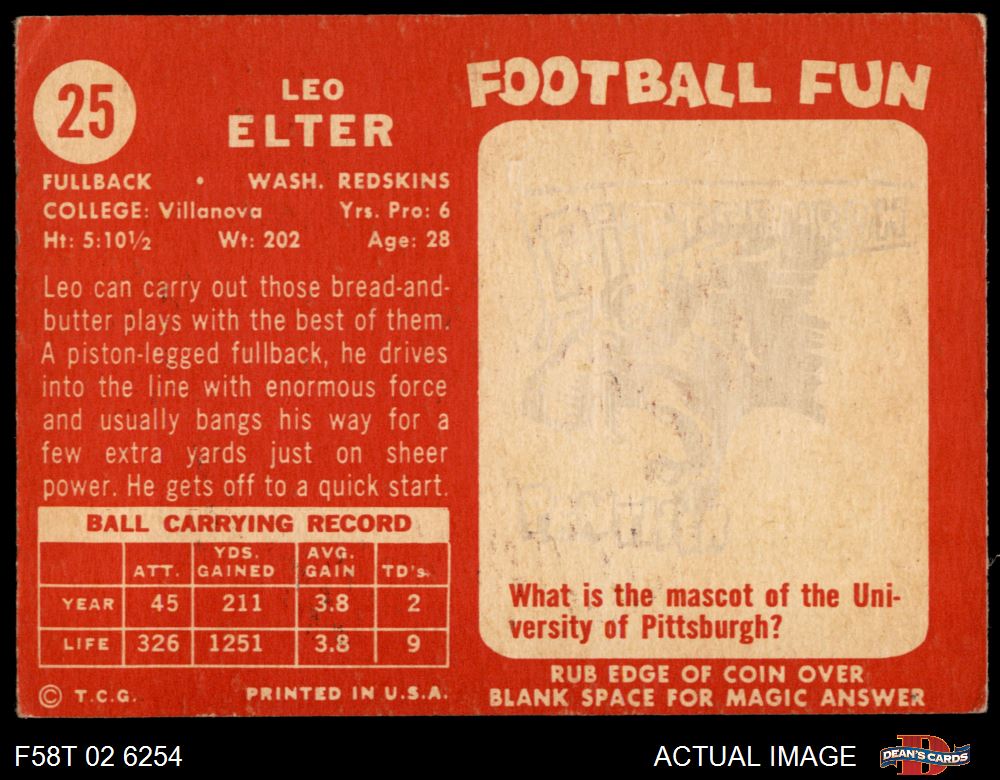 25
LEO
ELTER
FULLBACK • WASH. REDSKINS
COLLEGE: Villanova Yrs. Pro: 6
Ht: 5:10½ Wt: 202 Age: 28
Leo can carry out those bread-and-
butter plays with the best of them.
A piston-legged fullback, he drives
into the line with enormous force
and usually bangs his way for a
few extra yards just on sheer
power. He gets off to a quick start.
BALL CARRYING RECORD
ATT. YDS. GAINED AVG. GAIN TD's
YEAR 45 211 3.8 2
LIFE 326 1251 3.8 9
© T.C.G. PRINTED IN U.S.A.
FOOTBALL FUN
What is the mascot of the Uni-
versity of Pittsburgh?
RUB EDGE OF COIN OVER
BLANK SPACE FOR MAGIC ANSWER
F58T 02 6254
ACTUAL IMAGE
DEAN'S CARDS